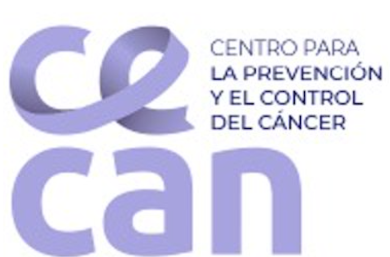 ce
CENTRO PARA
LA PREVENCIÓN
Y EL CONTROL
DEL CÁNCER
can